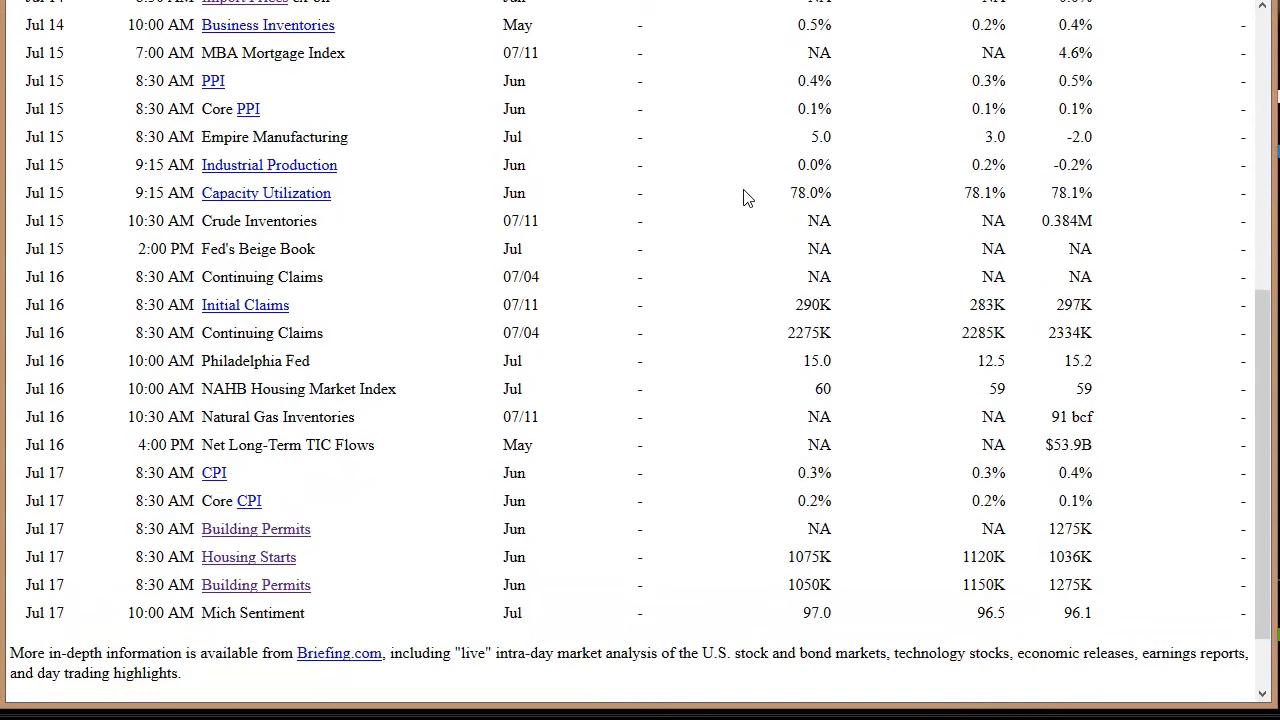 Jul 14 10:00 AM Business Inventories May - 0.5% 0.2% 0.4% -
Jul 15 7:00 AM MBA Mortgage Index 07/11 - NA NA 4.6% -
Jul 15 8:30 AM PPI Jun - 0.4% 0.3% 0.5% -
Jul 15 8:30 AM Core PPI Jun - 0.1% 0.1% 0.1% -
Jul 15 8:30 AM Empire Manufacturing Jul - 5.0 3.0 -2.0 -
Jul 15 9:15 AM Industrial Production Jun - 0.0% 0.2% -0.2% -
Jul 15 9:15 AM Capacity Utilization Jun - 78.0% 78.1% 78.1% -
Jul 15 10:30 AM Crude Inventories 07/11 - NA NA 0.384M -
Jul 15 2:00 PM Fed's Beige Book Jul - NA NA NA -
Jul 16 8:30 AM Continuing Claims 07/04 - NA NA NA -
Jul 16 8:30 AM Initial Claims 07/11 - 290K 283K 297K -
Jul 16 8:30 AM Continuing Claims 07/04 - 2275K 2285K 2334K -
Jul 16 10:00 AM Philadelphia Fed Jul - 15.0 12.5 15.2 -
Jul 16 10:00 AM NAHB Housing Market Index Jul - 60 59 59 -
Jul 16 10:30 AM Natural Gas Inventories 07/11 - NA NA 91 bcf -
Jul 16 4:00 PM Net Long-Term TIC Flows May - NA NA $53.9B -
Jul 17 8:30 AM CPI Jun - 0.3% 0.3% 0.4% -
Jul 17 8:30 AM Core CPI Jun - 0.2% 0.2% 0.1% -
Jul 17 8:30 AM Building Permits Jun - NA NA 1275K -
Jul 17 8:30 AM Housing Starts Jun - 1075K 1120K 1036K -
Jul 17 8:30 AM Building Permits Jun - 1050K 1150K 1275K -
Jul 17 10:00 AM Mich Sentiment Jul - 97.0 96.5 96.1 -
More in-depth information is available from Briefing.com, including "live" intra-day market analysis of the U.S. stock and bond markets, technology stocks, economic releases, earnings reports,
and day trading highlights.